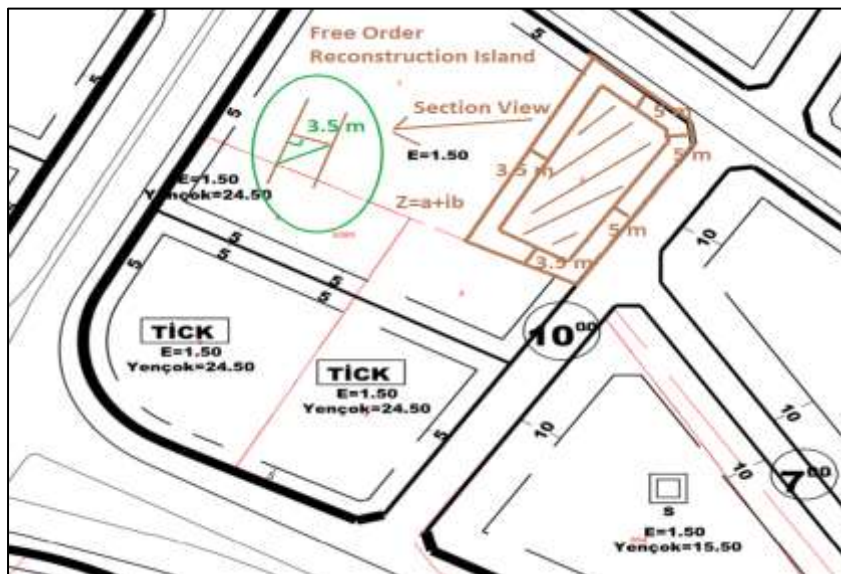 Free Order
Reconstruction Island
5
5
5
Section View
3.5 m
5 m
5 m
E=1.50
3.5 m
E=1.50
Yençok=24.50
Z=a+ib
5 m
3.5 m
10
5
5
5
5
5
TİCK
E=1.50
Yençok=24.50
TİCK
E=1.50
Yençok=24.50
10⁰⁰
5
10
10
10
7⁰⁰
S
E=1.50
Yençok=15.50